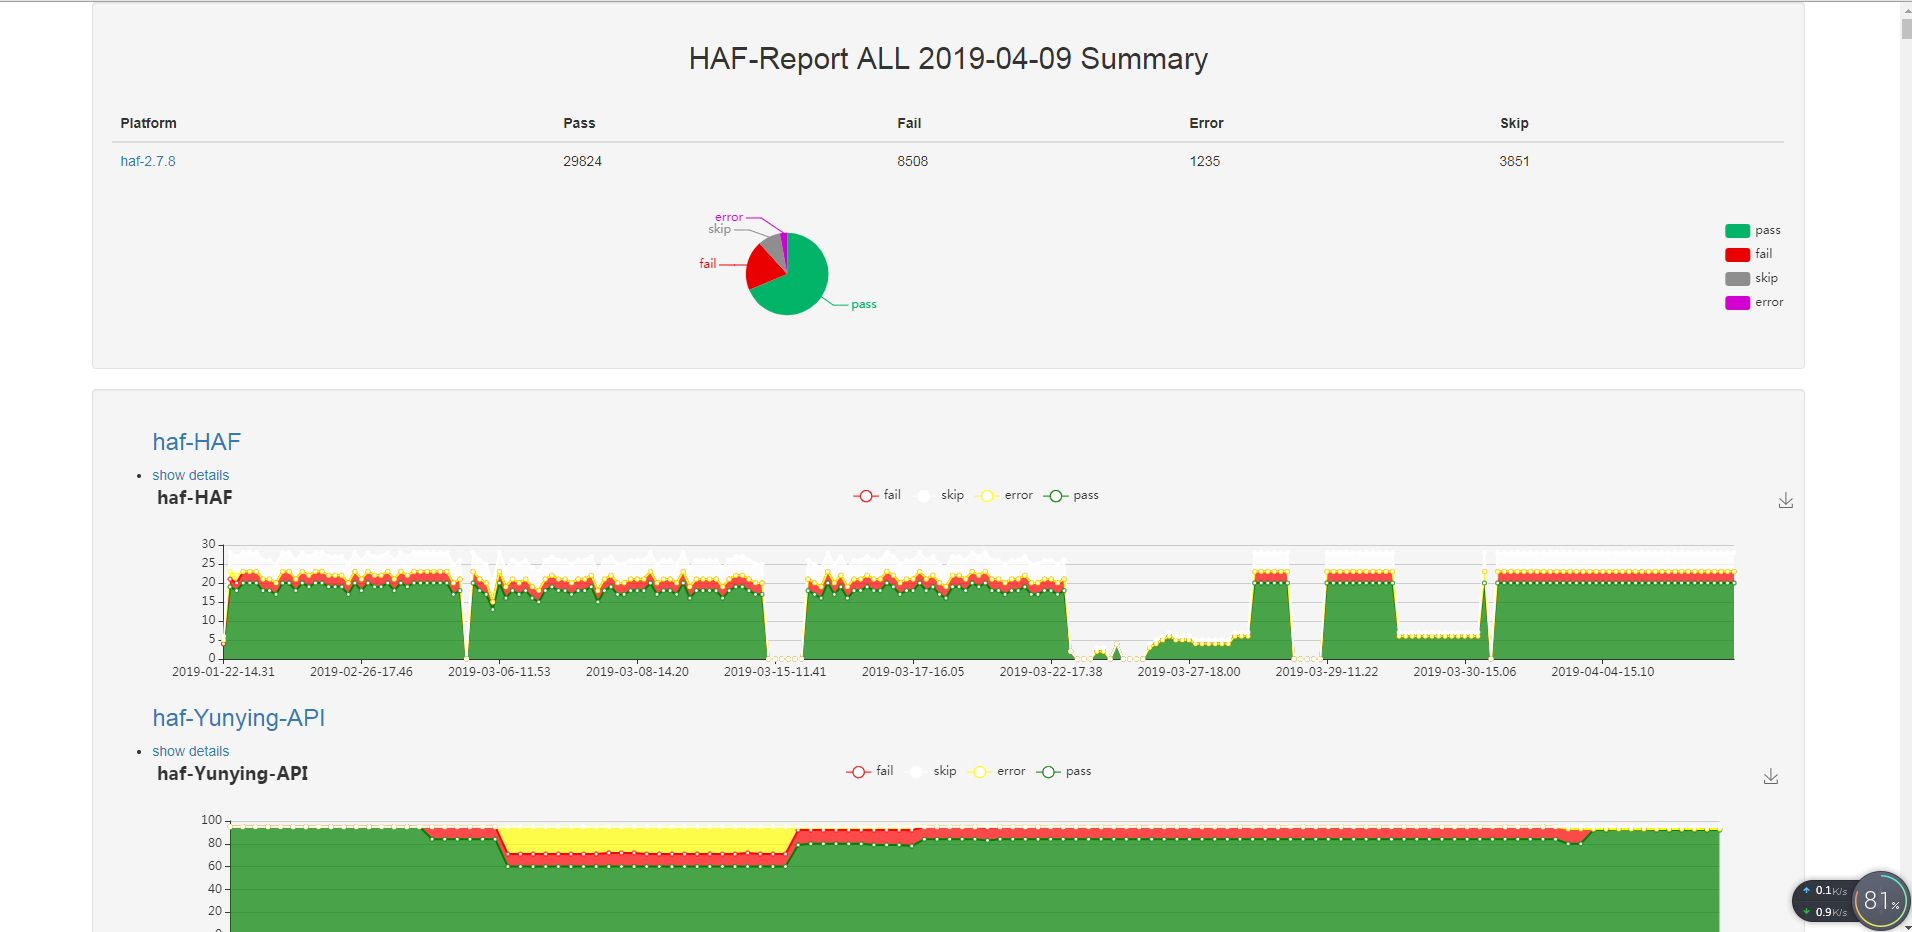 HAF-Report ALL 2019-04-09 Summary
Platform Pass Fail Error Skip
haf-2.7.8 29824 8508 1235 3851
error
skip
fail
pass
pass
fail
skip
error
haf-HAF
show details
haf-HAF
fail skip error pass
30
25
20
15
10
5
0
2019-01-22-14.31 2019-02-26-17.46 2019-03-06-11.53 2019-03-08-14.20 2019-03-15-11.41 2019-03-17-16.05 2019-03-22-17.38 2019-03-27-18.00 2019-03-29-11.22 2019-03-30-15.06 2019-04-04-15.10
haf-Yunying-API
show details
haf-Yunying-API
fail skip error pass
100
80
60
40
20
0.1K/s
0.9K/s
81%